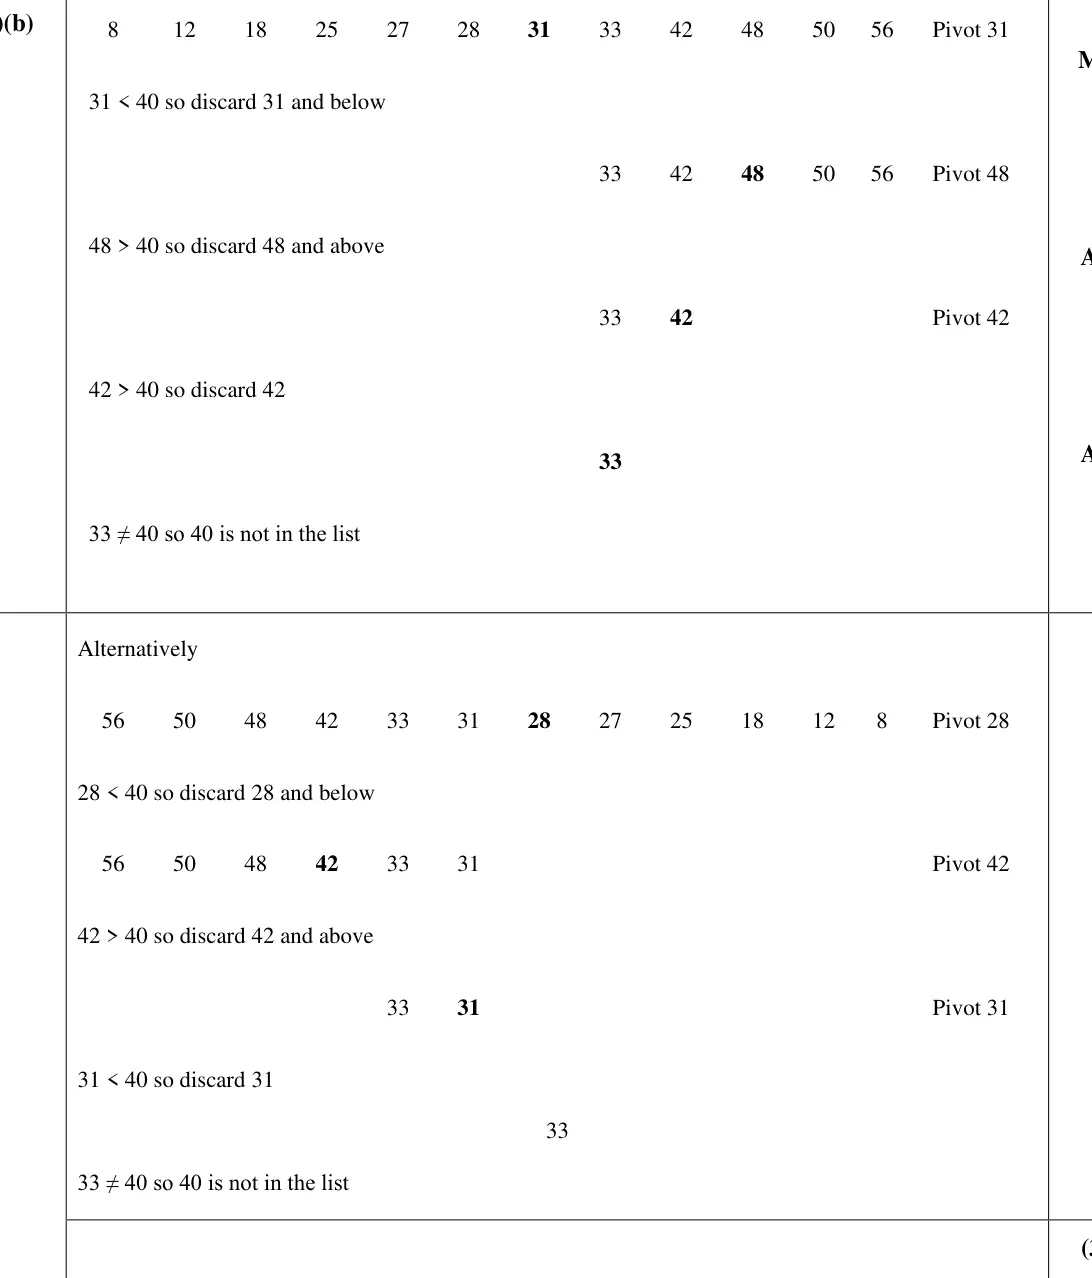 )(b)
8 12 18 25 27 28 31 33 42 48 50 56 Pivot 31
M
31 < 40 so discard 31 and below
33 42 48 50 56 Pivot 48
48 > 40 so discard 48 and above
A
33 42 Pivot 42
42 > 40 so discard 42
33
A
33 ≠ 40 so 40 is not in the list
Alternatively
56 50 48 42 33 31 28 27 25 18 12 8 Pivot 28
28 < 40 so discard 28 and below
56 50 48 42 33 31 Pivot 42
42 > 40 so discard 42 and above
33 31 Pivot 31
31 < 40 so discard 31
33
33 ≠ 40 so 40 is not in the list